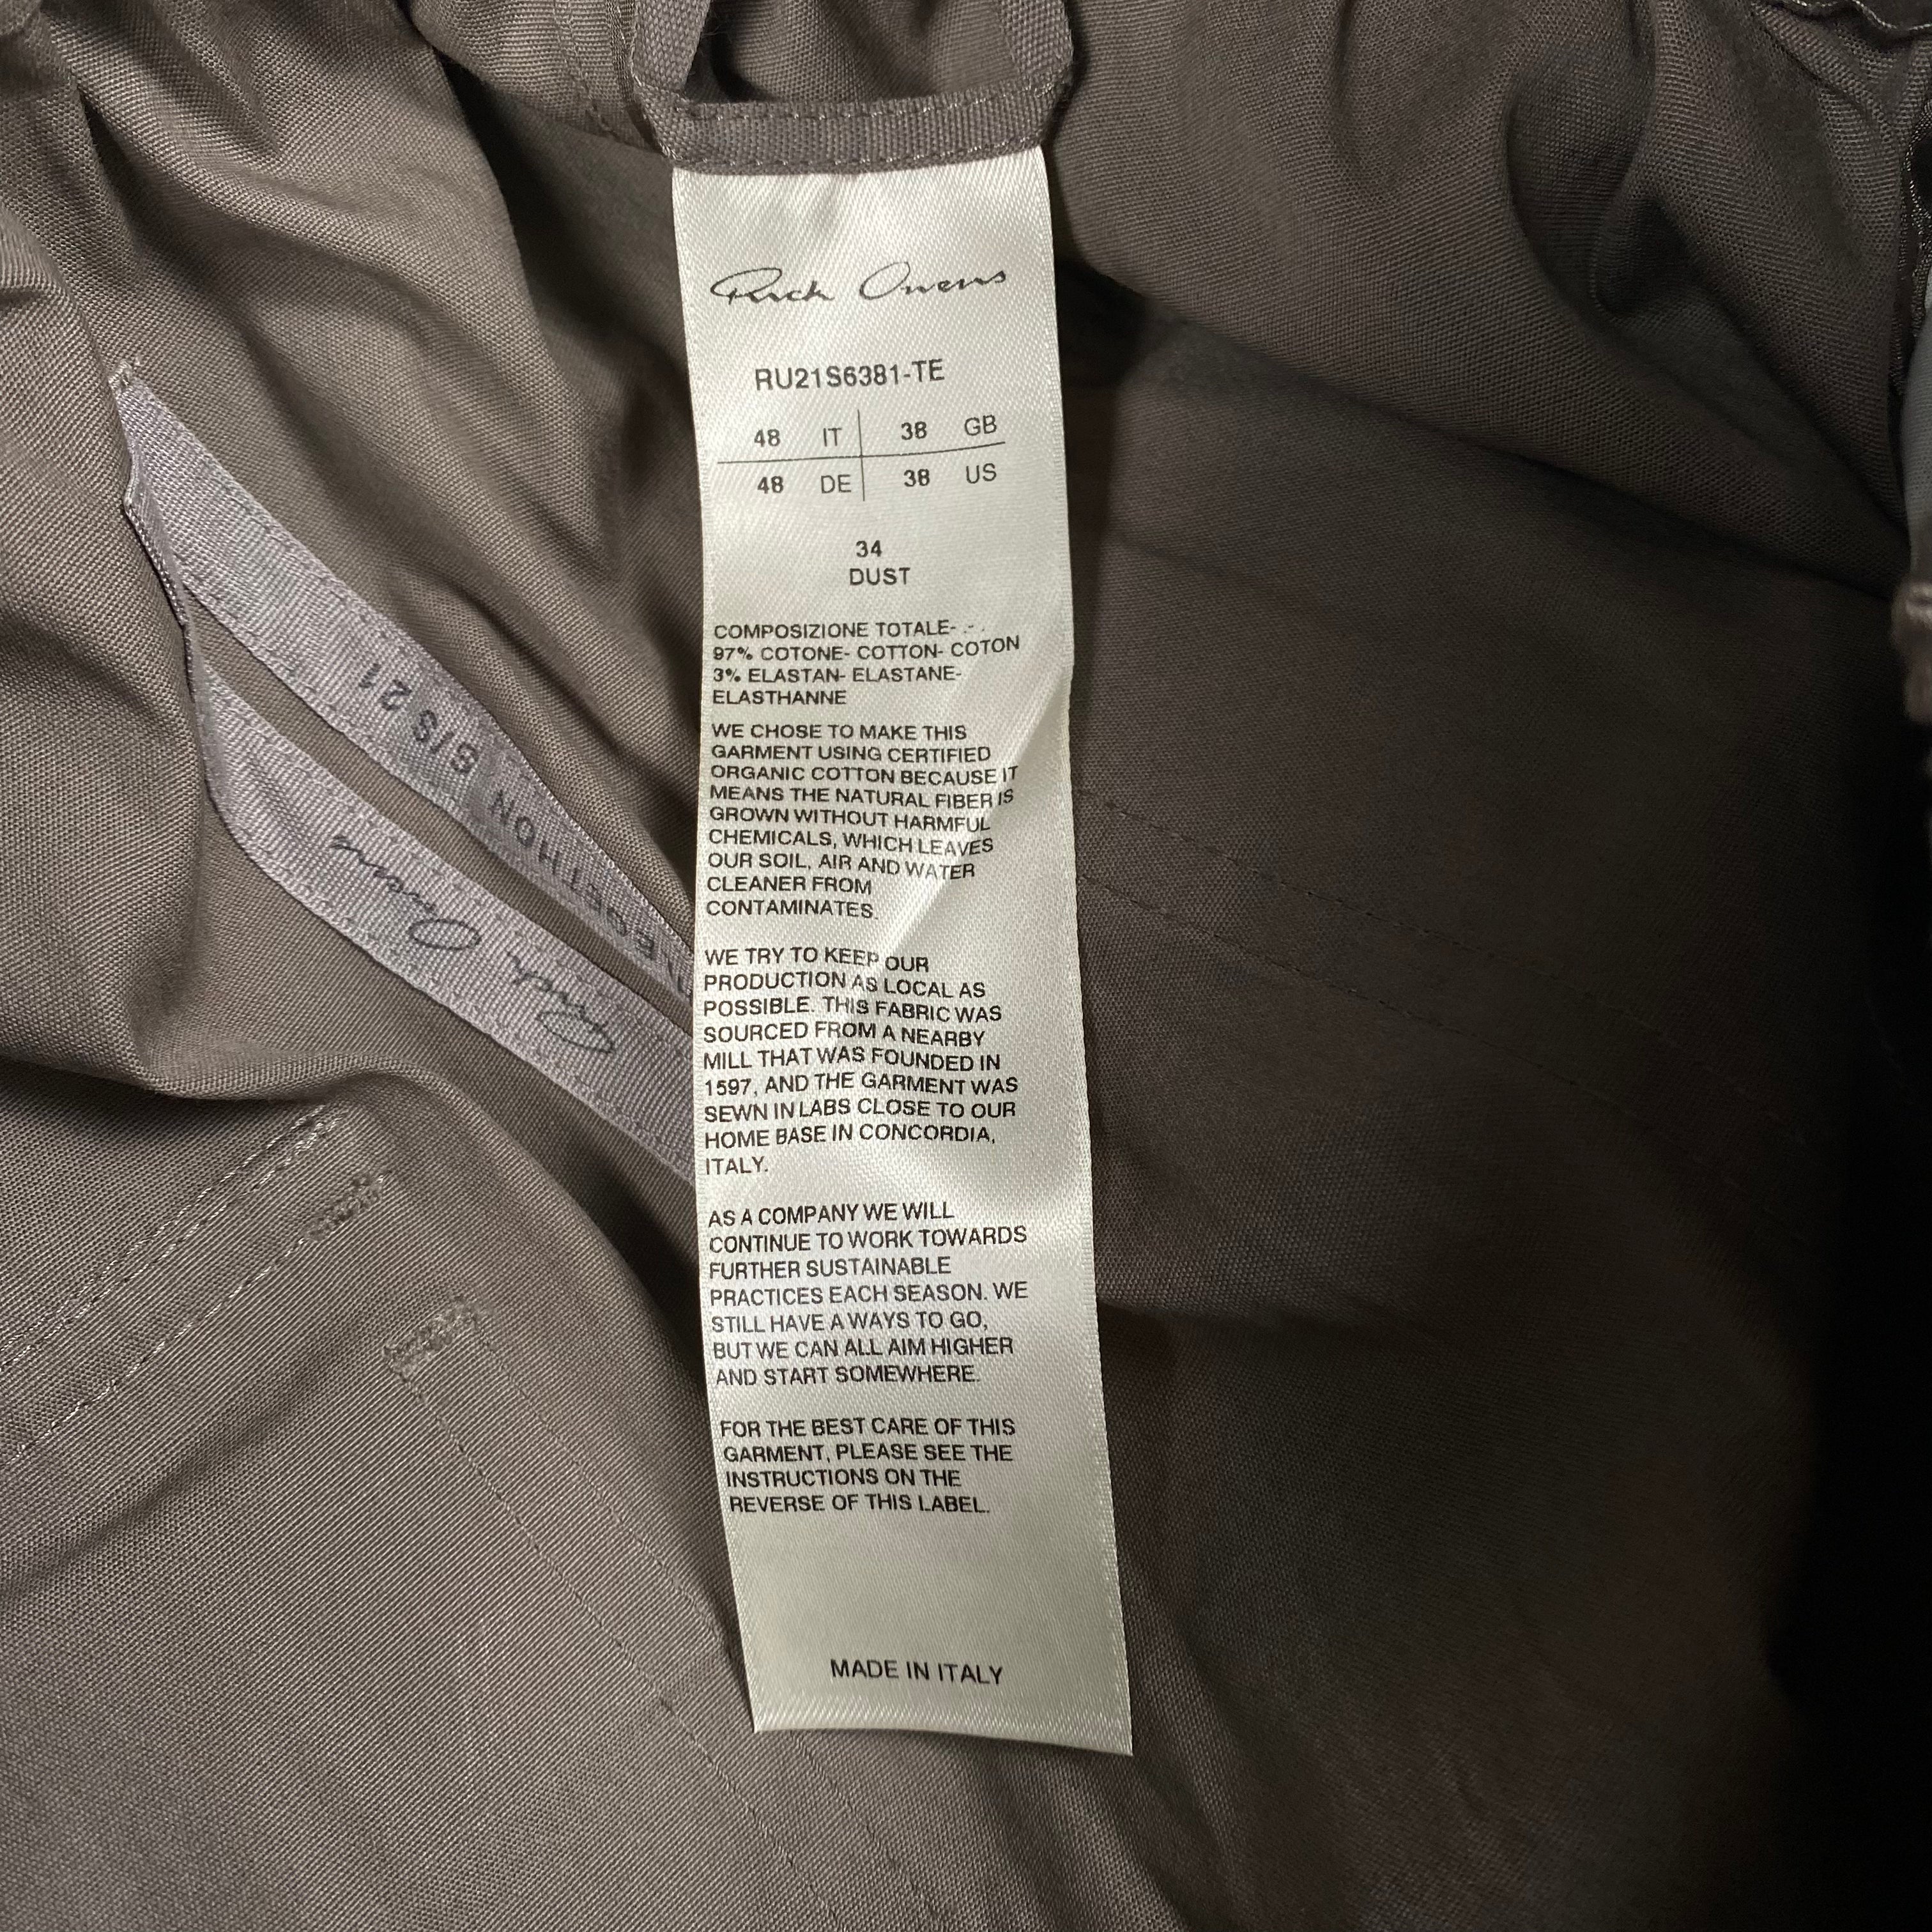 Rick Owens
RU21S6381-TE
48 IT 38 GB
48 DE 38 US
34
DUST
COMPOSIZIONE TOTALE- .- .
97% COTONE- COTTON- COTON
3% ELASTAN- ELASTANE-
ELASTHANNE
WE CHOSE TO MAKE THIS
GARMENT USING CERTIFIED
ORGANIC COTTON BECAUSE IT
MEANS THE NATURAL FIBER IS
GROWN WITHOUT HARMFUL
CHEMICALS, WHICH LEAVES
OUR SOIL, AIR AND WATER
CLEANER FROM
CONTAMINATES.
WE TRY TO KEEP OUR
PRODUCTION AS LOCAL AS
POSSIBLE. THIS FABRIC WAS
SOURCED FROM A NEARBY
MILL THAT WAS FOUNDED IN
1597, AND THE GARMENT WAS
SEWN IN LABS CLOSE TO OUR
HOME BASE IN CONCORDIA,
ITALY.
AS A COMPANY WE WILL
CONTINUE TO WORK TOWARDS
FURTHER SUSTAINABLE
PRACTICES EACH SEASON. WE
STILL HAVE A WAYS TO GO,
BUT WE CAN ALL AIM HIGHER
AND START SOMEWHERE.
FOR THE BEST CARE OF THIS
GARMENT, PLEASE SEE THE
INSTRUCTIONS ON THE
REVERSE OF THIS LABEL.
MADE IN ITALY
S/S 21
Rick Owens